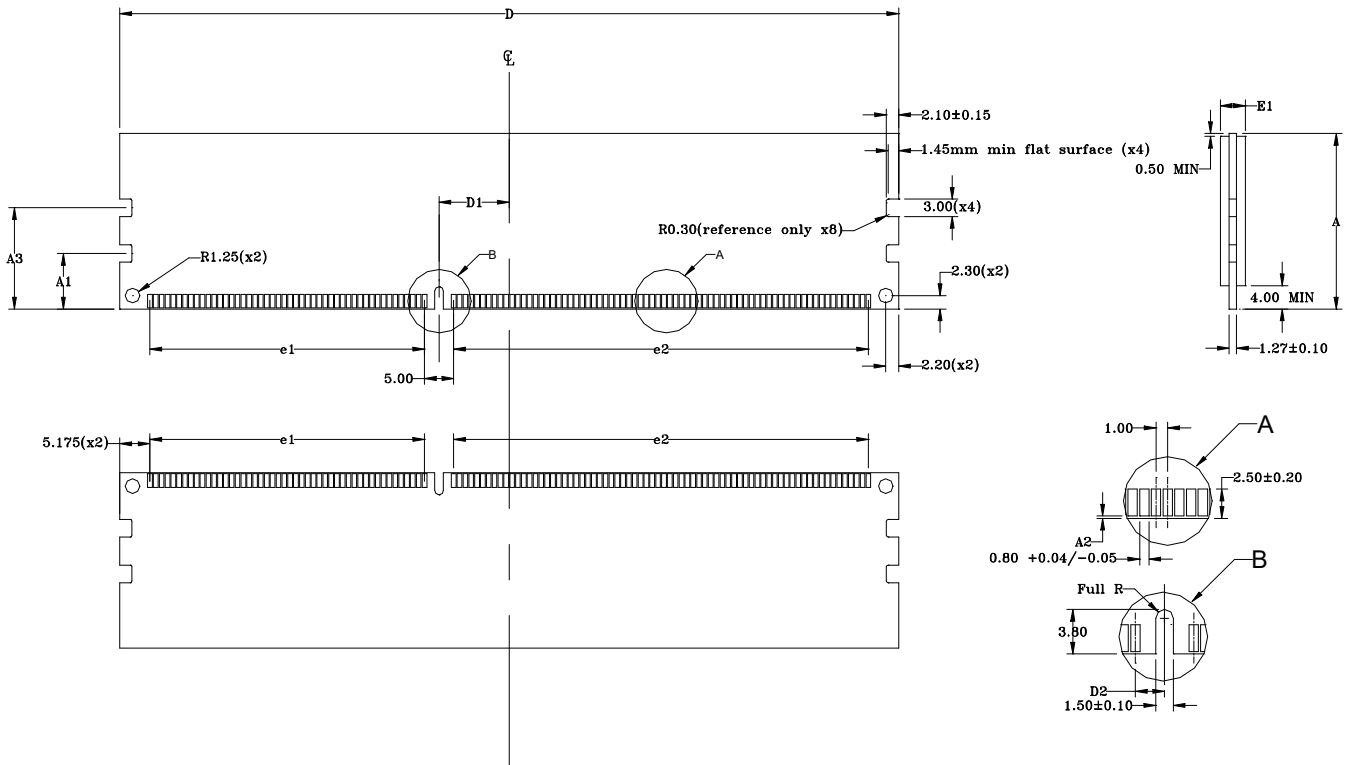 D
℄
2.10±0.15
E1
1.45mm min flat surface (x4)
0.50 MIN
D1
3.00(x4)
A
R0.30(reference only x8)
A3
R1.25(x2)
B
A
A1
2.30(x2)
4.00 MIN
e1
e2
1.27±0.10
5.00
2.20(x2)
5.175(x2)
e1
e2
1.00
A
2.50±0.20
A2
0.80 +0.04/-0.05
B
Full R
3.80
D2
1.50±0.10